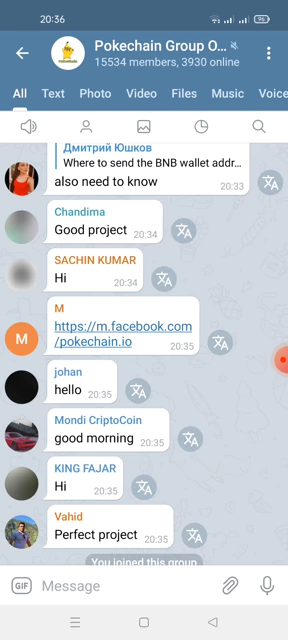 20:36
96
Pokechain Group O...
15534 members, 3930 online
All Text Photo Video Files Music Voice
Дмитрий Юшков
Where to send the BNB wallet addr...
also need to know 20:33
Chandima
Good project 20:34
SACHIN KUMAR
Hi 20:34
M
M
https://m.facebook.com
/pokechain.io 20:35
johan
hello 20:35
Mondi CriptoCoin
good morning 20:35
KING FAJAR
Hi 20:35
Vahid
Perfect project 20:35
You joined this group
GIF Message